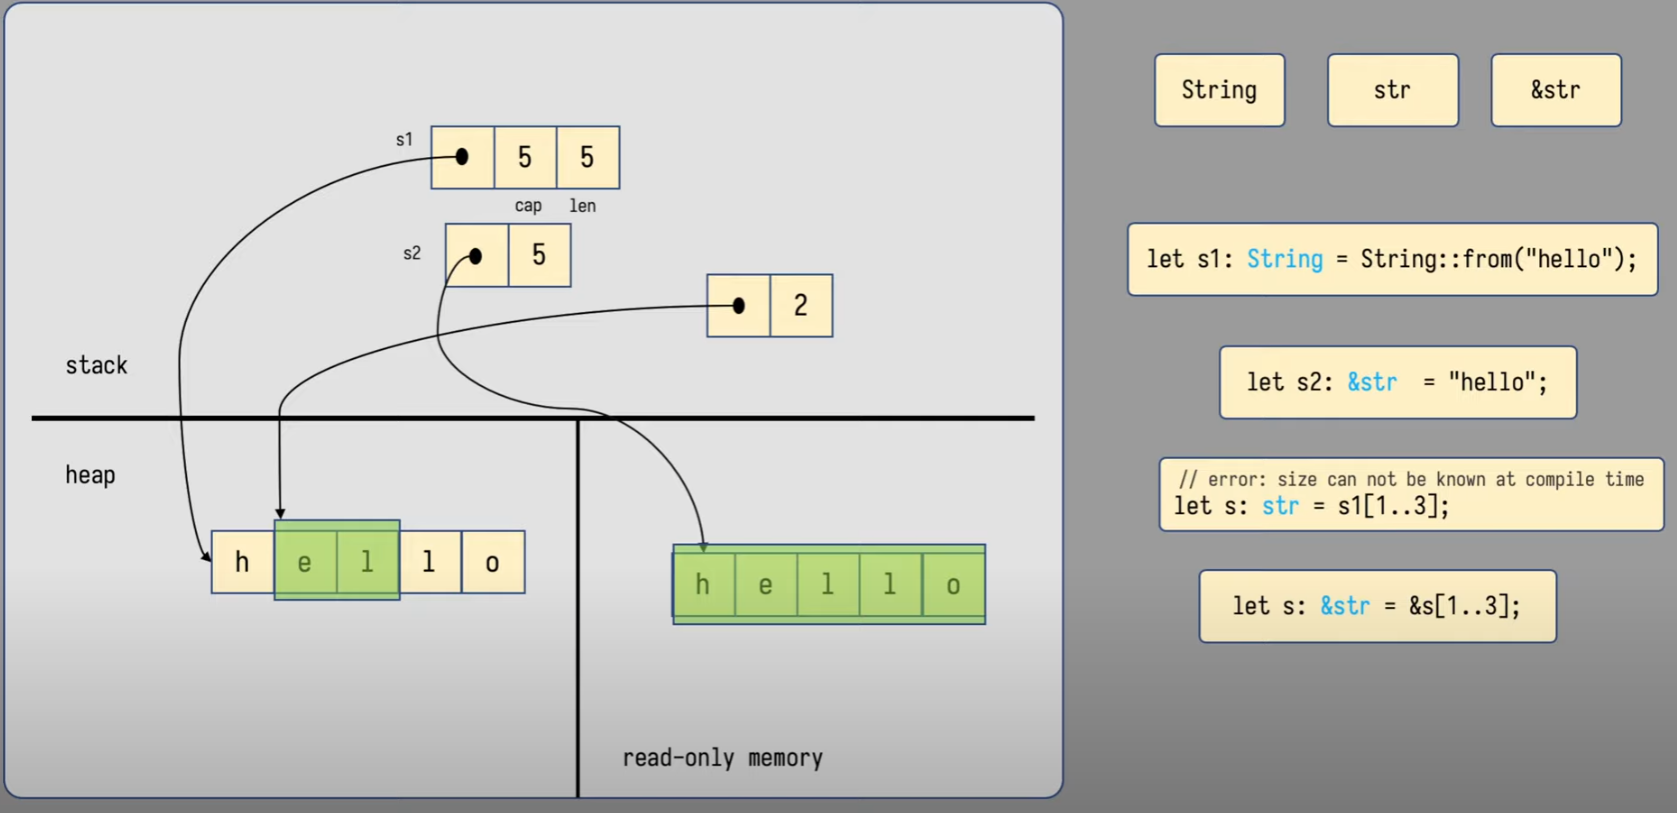 s1
5
5
cap
len
s2
5
2
stack
heap
h e l l o
h e l l o
read-only memory
String
str
&str
let s1: String = String::from("hello");
let s2: &str = "hello";
// error: size can not be known at compile time
let s: str = s1[1..3];
let s: &str = &s[1..3];